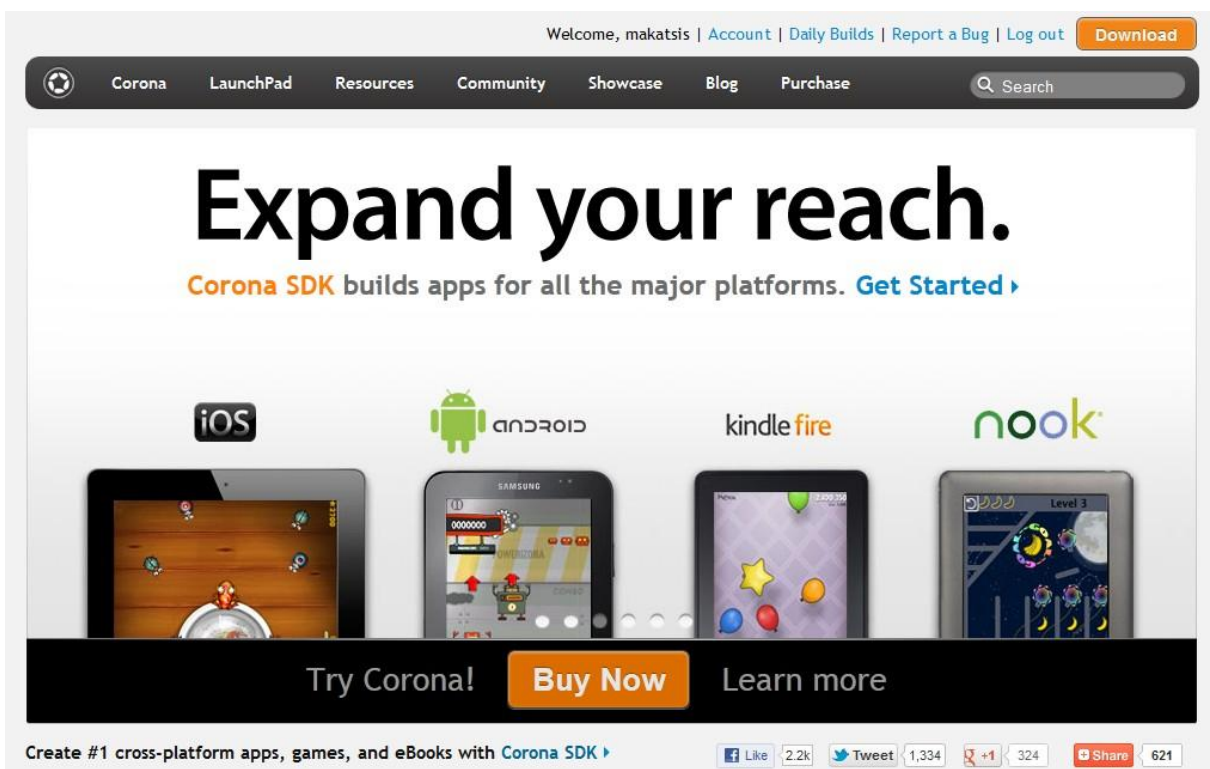 Welcome, makatsis | Account | Daily Builds | Report a Bug | Log out Download
Corona LaunchPad Resources Community Showcase Blog Purchase Search
Expand your reach.
Corona SDK builds apps for all the major platforms. Get Started
iOS android kindle fire nook
SAMSUNG
0000000
Level 3
Try Corona! Buy Now Learn more
Create #1 cross-platform apps, games, and eBooks with Corona SDK Like 2.2k Tweet 1,334 +1 324 Share 621